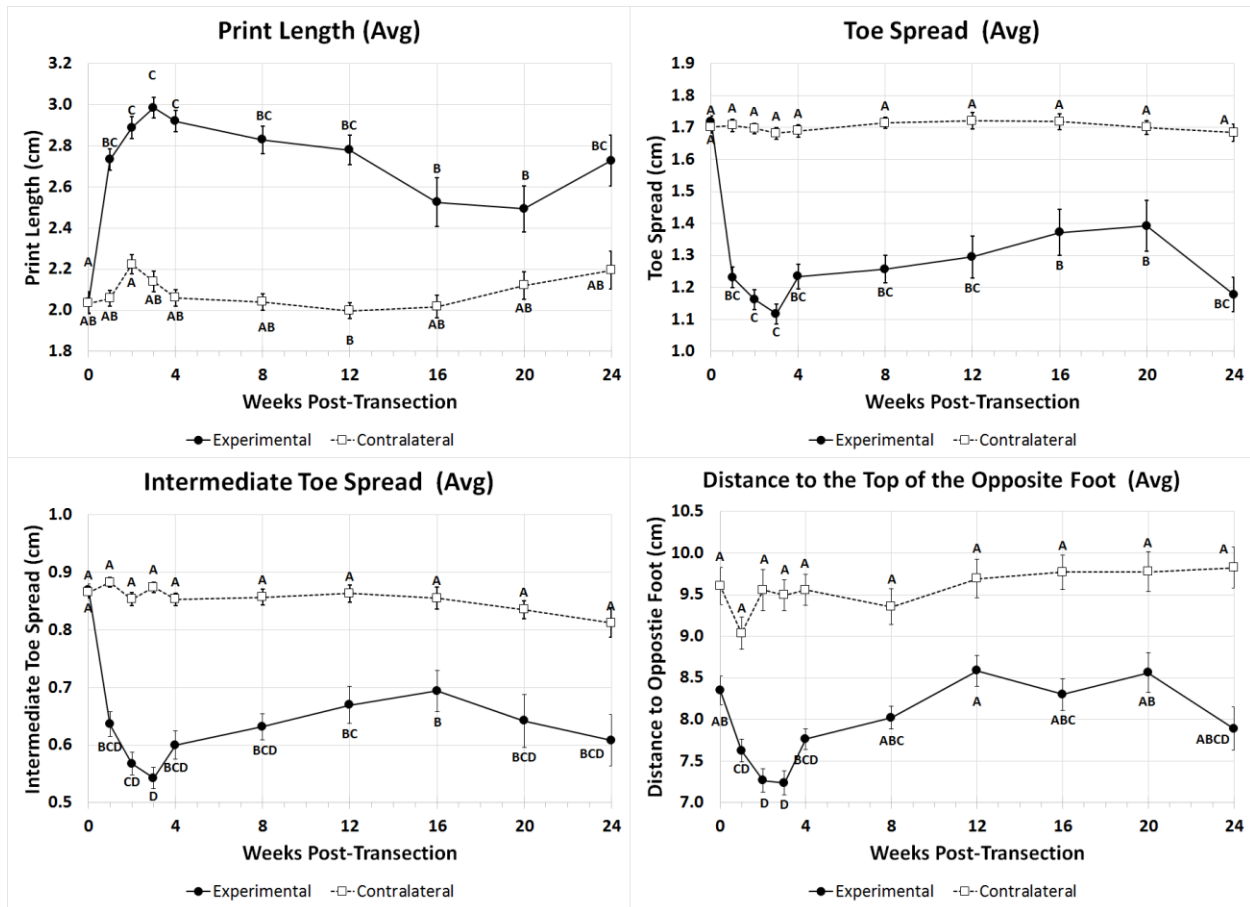 Print Length (Avg)
Print Length (cm)
3.2
3.0
2.8
2.6
2.4
2.2
2.0
1.8
A BC C C C BC BC B B BC
AB AB A AB AB AB B AB AB AB
0 4 8 12 16 20 24
Weeks Post-Transection
Experimental Contralateral
Toe Spread (Avg)
Toe Spread (cm)
1.9
1.8
1.7
1.6
1.5
1.4
1.3
1.2
1.1
1.0
A A A A A A A A A A
A BC C C BC BC BC B B BC
0 4 8 12 16 20 24
Weeks Post-Transection
Experimental Contralateral
Intermediate Toe Spread (Avg)
Intermediate Toe Spread (cm)
1.0
0.9
0.8
0.7
0.6
0.5
A A A A A A A A A A
A BCD CD D BCD BCD BC B BCD BCD
0 4 8 12 16 20 24
Weeks Post-Transection
Experimental Contralateral
Distance to the Top of the Opposite Foot (Avg)
Distance to Oppostie Foot (cm)
10.5
10.0
9.5
9.0
8.5
8.0
7.5
7.0
A A A A A A A A A A
AB CD D D BCD ABC A ABC AB ABCD
0 4 8 12 16 20 24
Weeks Post-Transection
Experimental Contralateral